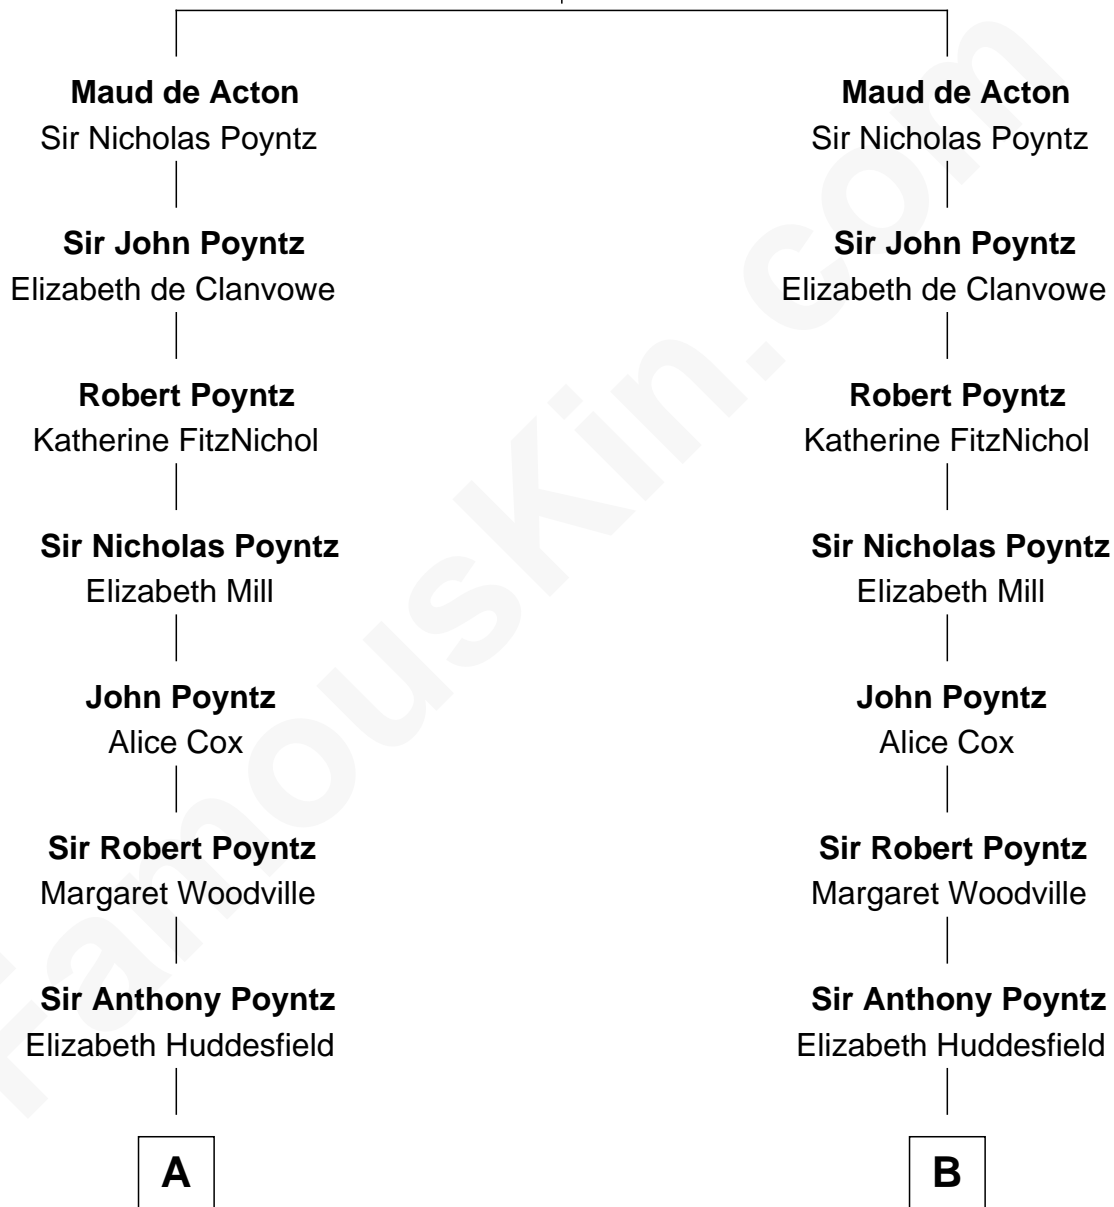 Maud de Acton
Sir Nicholas Poyntz
Sir John Poyntz
Elizabeth de Clanvowe
Robert Poyntz
Katherine FitzNichol
Sir Nicholas Poyntz
Elizabeth Mill
John Poyntz
Alice Cox
Sir Robert Poyntz
Margaret Woodville
Sir Anthony Poyntz
Elizabeth Huddesfield
A
Maud de Acton
Sir Nicholas Poyntz
Sir John Poyntz
Elizabeth de Clanvowe
Robert Poyntz
Katherine FitzNichol
Sir Nicholas Poyntz
Elizabeth Mill
John Poyntz
Alice Cox
Sir Robert Poyntz
Margaret Woodville
Sir Anthony Poyntz
Elizabeth Huddesfield
B
FamousKin.com